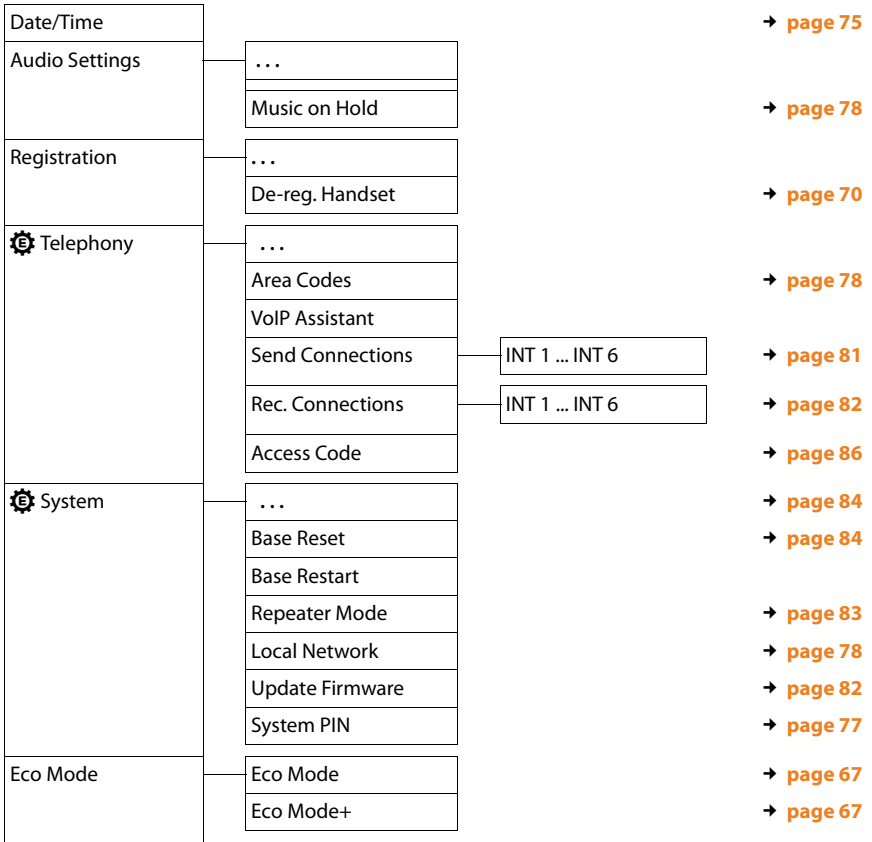 Date/Time → page 75
Audio Settings ...
Music on Hold → page 78
Registration ...
De-reg. Handset → page 70
E Telephony ...
Area Codes → page 78
VoIP Assistant
Send Connections INT 1 ... INT 6 → page 81
Rec. Connections INT 1 ... INT 6 → page 82
Access Code → page 86
E System ... → page 84
Base Reset → page 84
Base Restart
Repeater Mode → page 83
Local Network → page 78
Update Firmware → page 82
System PIN → page 77
Eco Mode Eco Mode → page 67
Eco Mode+ → page 67